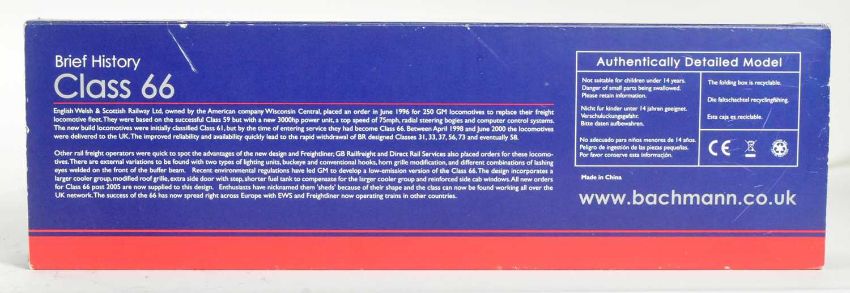 Brief History
Class 66
English Welsh & Scottish Railway Ltd, owned by the American company Wisconsin Central, placed an order in June 1996 for 250 GM locomotives to replace their freight
locomotive fleet. They were based on the successful Class 59 but with a new 3000hp power unit, a top speed of 75mph, radial steering bogies and computer control systems.
The new build locomotives were initially classified Class 61, but by the time of entering service they had become Class 66. Between April 1998 and June 2000 the locomotives
were delivered to the UK. The improved reliability and availability quickly lead to the rapid withdrawal of BR designed Classes 31, 33, 37, 56, 73 and eventually 58.
Other rail freight operators were quick to spot the advantages of the new design and Freightliner, GB Railfreight and Direct Rail Services also placed orders for these locomo-
tives. There are external variations to be found with two types of lighting units, buckeye and conventional hooks, horn grille modification, and different combinations of lashing
eyes welded on the front of the buffer beam. Recent environmental regulations have led GM to develop a low-emission version of the Class 66. The design incorporates a
larger cooler group, modified roof grille, extra side door with step, shorter fuel tank to compensate for the larger cooler group and reinforced side cab windows. All new orders
for Class 66 post 2005 are now supplied to this design. Enthusiasts have nicknamed them 'sheds' because of their shape and the class can now be found working all over the
UK network. The success of the 66 has now spread right across Europe with EWS and Freightliner now operating trains in other countries.
Authentically Detailed Model
Not suitable for children under 14 years.
Danger of small parts being swallowed.
Please retain information.
Nicht fur kinder unter 14 jahren geeignet.
Verschuluckungsgefahr.
Bitte daten aufbewahren.
No adecuado para niños menores de 14 años.
Peligro de ingestión de las piezas pequeñas.
Por favor conserve esta información.
The folding box is recyclable.
Die faltschachtel recyclingfähing.
Esta caja es reciclable.
CE
Made in China
www.bachmann.co.uk